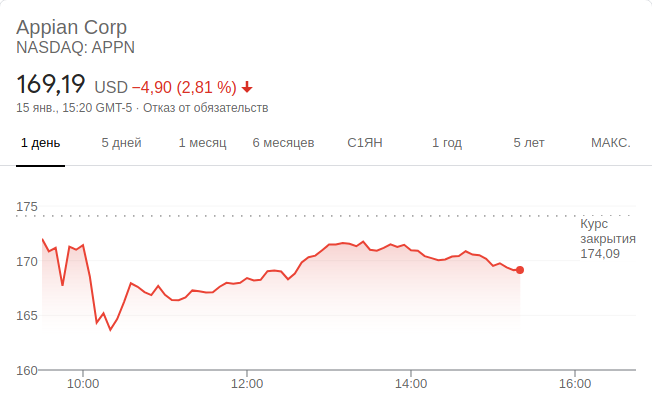 Appian Corp
NASDAQ: APPN
169,19 USD −4,90 (2,81 %)
15 янв., 15:20 GMT-5 · Отказ от обязательств
1 день 5 дней 1 месяц 6 месяцев С1ЯН 1 год 5 лет МАКС.
175
Курс
закрытия
174,09
170
165
160
10:00 12:00 14:00 16:00